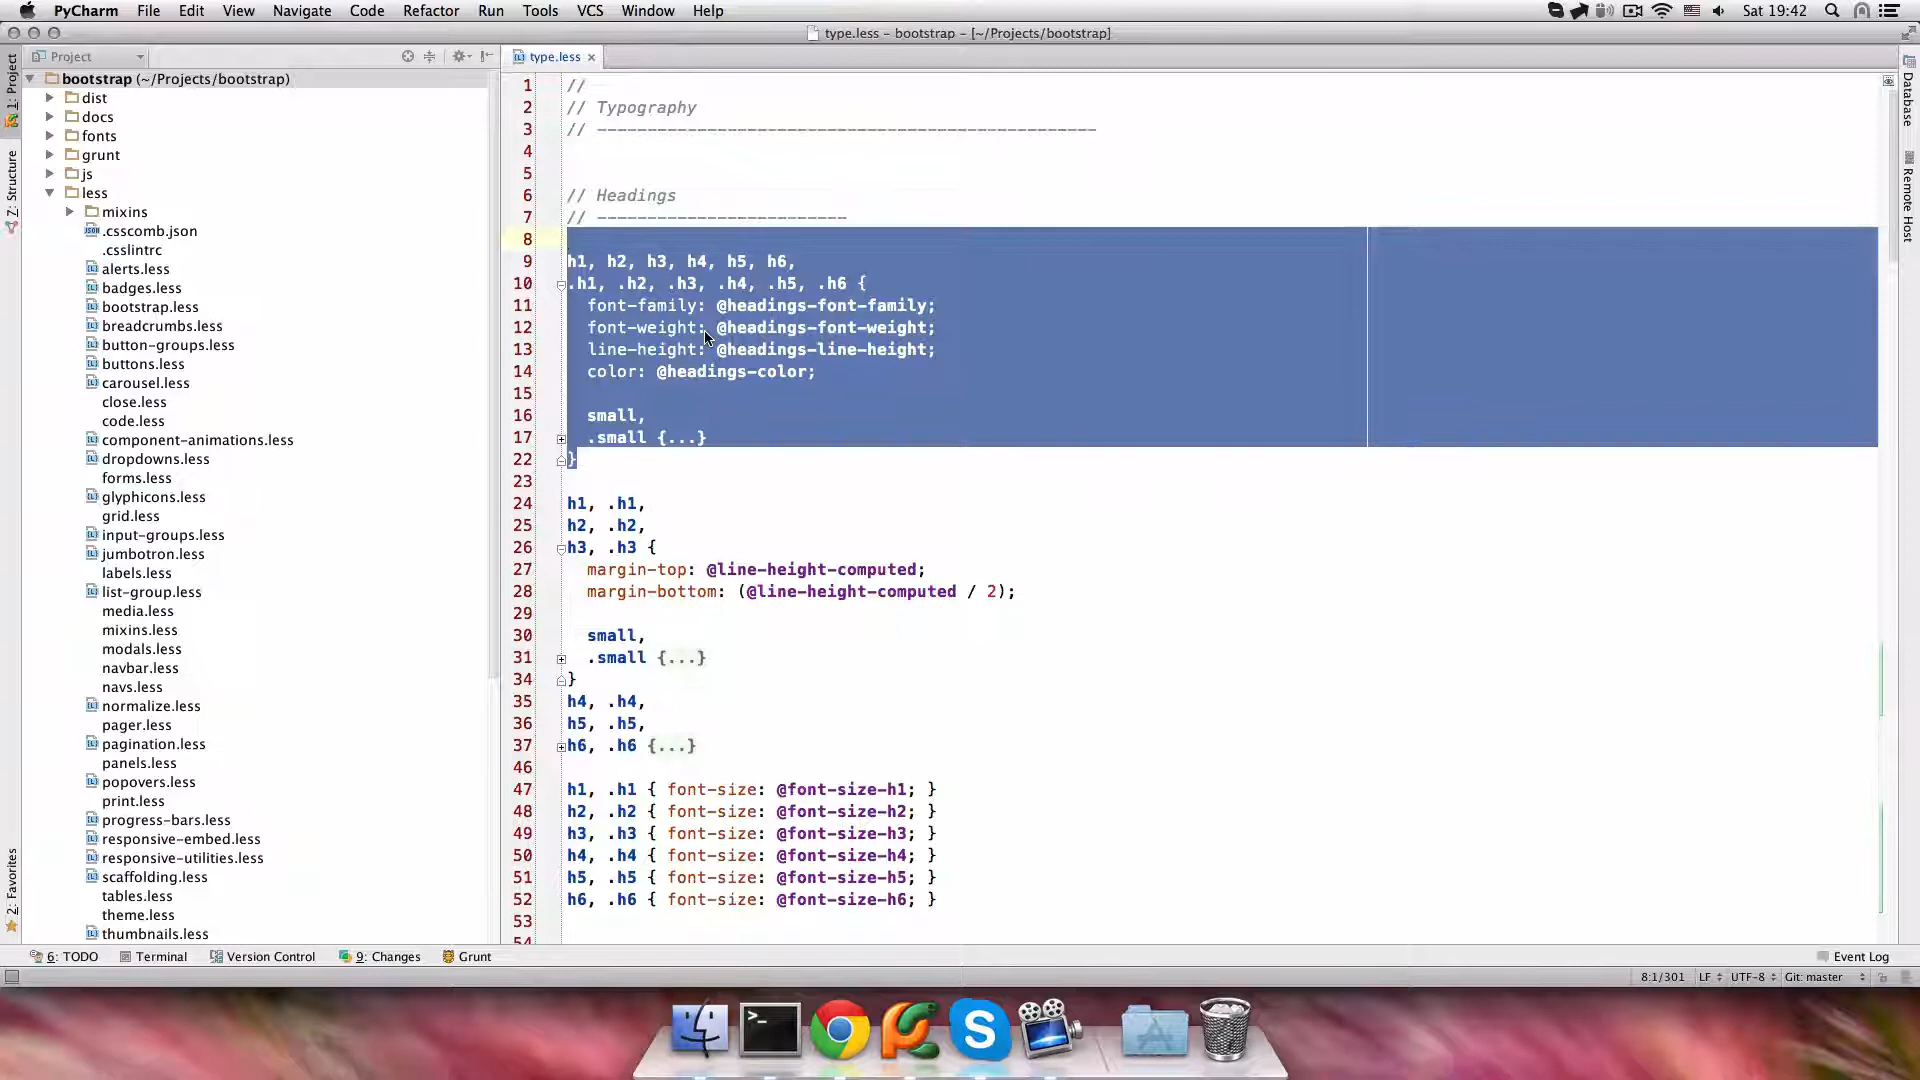 PyCharm File Edit View Navigate Code Refactor Run Tools VCS Window Help Sat 19:42
type.less – bootstrap – [~/Projects/bootstrap]
Project
type.less
1: Project
7: Structure
2: Favorites
bootstrap (~/Projects/bootstrap)
dist
docs
fonts
grunt
js
less
mixins
.csscomb.json
.csslintrc
alerts.less
badges.less
bootstrap.less
breadcrumbs.less
button-groups.less
buttons.less
carousel.less
close.less
code.less
component-animations.less
dropdowns.less
forms.less
glyphicons.less
grid.less
input-groups.less
jumbotron.less
labels.less
list-group.less
media.less
mixins.less
modals.less
navbar.less
navs.less
normalize.less
pager.less
pagination.less
panels.less
popovers.less
print.less
progress-bars.less
responsive-embed.less
responsive-utilities.less
scaffolding.less
tables.less
theme.less
thumbnails.less
1 //
2 // Typography
3 // --------------------------------------------------
4
5
6 // Headings
7 // -------------------------
8
9 h1, h2, h3, h4, h5, h6,
10 .h1, .h2, .h3, .h4, .h5, .h6 {
11 font-family: @headings-font-family;
12 font-weight: @headings-font-weight;
13 line-height: @headings-line-height;
14 color: @headings-color;
15
16 small,
17 .small {...}
22 }
23
24 h1, .h1,
25 h2, .h2,
26 h3, .h3 {
27 margin-top: @line-height-computed;
28 margin-bottom: (@line-height-computed / 2);
29
30 small,
31 .small {...}
34 }
35 h4, .h4,
36 h5, .h5,
37 h6, .h6 {...}
46
47 h1, .h1 { font-size: @font-size-h1; }
48 h2, .h2 { font-size: @font-size-h2; }
49 h3, .h3 { font-size: @font-size-h3; }
50 h4, .h4 { font-size: @font-size-h4; }
51 h5, .h5 { font-size: @font-size-h5; }
52 h6, .h6 { font-size: @font-size-h6; }
53
54
Database
Remote Host
6: TODO Terminal Version Control 9: Changes Grunt Event Log
8:1/301 LF UTF-8 Git: master